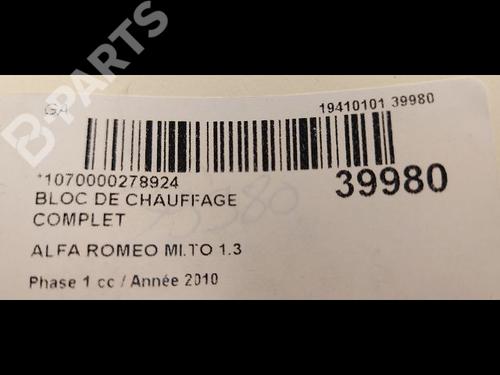 B-PARTS
GA
19410101 39980
*1070000278924
39980
BLOC DE CHAUFFAGE
COMPLET
39980
ALFA ROMEO MI.TO 1.3
Phase 1 cc / Année 2010